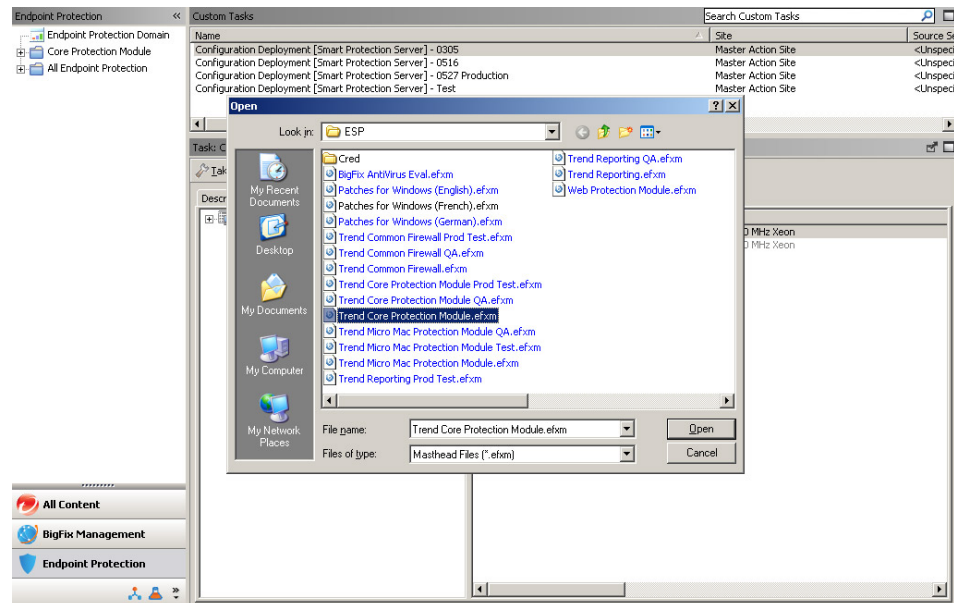 Endpoint Protection «
Custom Tasks
Search Custom Tasks
Endpoint Protection Domain
Core Protection Module
All Endpoint Protection
Name Site Source Se
Configuration Deployment [Smart Protection Server] - 0305 Master Action Site <Unspeci
Configuration Deployment [Smart Protection Server] - 0516 Master Action Site <Unspeci
Configuration Deployment [Smart Protection Server] - 0527 Production Master Action Site <Unspeci
Configuration Deployment [Smart Protection Server] - Test Master Action Site <Unspeci
Open
Look in: ESP
Task: C
Tak
Descr
My Recent Documents
Desktop
My Documents
My Computer
My Network Places
Cred
BigFix AntiVirus Eval.efxm
Patches for Windows (English).efxm
Patches for Windows (French).efxm
Patches for Windows (German).efxm
Trend Common Firewall Prod Test.efxm
Trend Common Firewall QA.efxm
Trend Common Firewall.efxm
Trend Core Protection Module Prod Test.efxm
Trend Core Protection Module QA.efxm
Trend Core Protection Module.efxm
Trend Micro Mac Protection Module QA.efxm
Trend Micro Mac Protection Module Test.efxm
Trend Micro Mac Protection Module.efxm
Trend Reporting Prod Test.efxm
Trend Reporting QA.efxm
Trend Reporting.efxm
Web Protection Module.efxm
0 MHz Xeon
0 MHz Xeon
File name: Trend Core Protection Module.efxm Open
Files of type: Masthead Files (*.efxm) Cancel
All Content
BigFix Management
Endpoint Protection